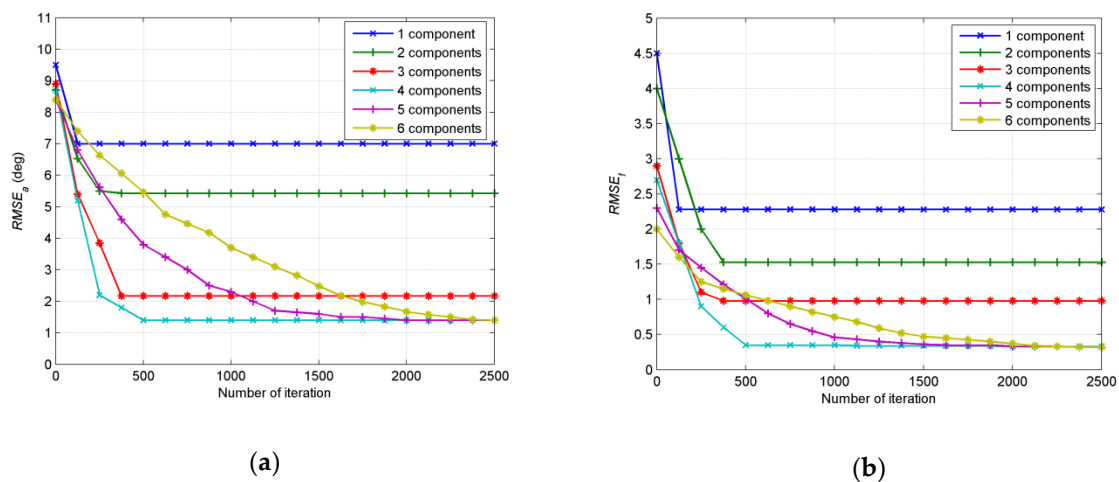 11
10
9
8
7
6
5
4
3
2
1
0
RMSE_a (deg)
0 500 1000 1500 2000 2500
Number of iteration
1 component
2 components
3 components
4 components
5 components
6 components
(a)
5
4.5
4
3.5
3
2.5
2
1.5
1
0.5
0
RMSE_f
0 500 1000 1500 2000 2500
Number of iteration
1 component
2 components
3 components
4 components
5 components
6 components
(b)